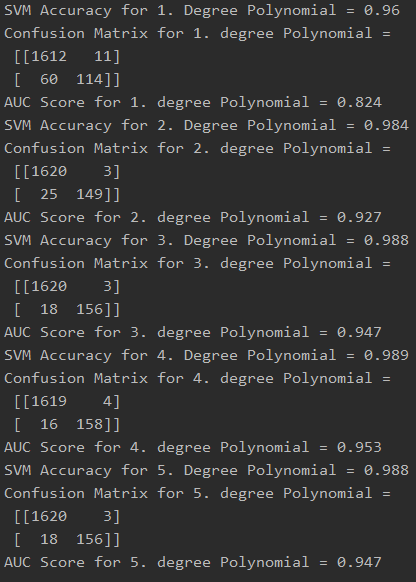 SVM Accuracy for 1. Degree Polynomial = 0.96
Confusion Matrix for 1. degree Polynomial =
[[1612   11]
[  60  114]]
AUC Score for 1. degree Polynomial = 0.824
SVM Accuracy for 2. Degree Polynomial = 0.984
Confusion Matrix for 2. degree Polynomial =
[[1620    3]
[  25  149]]
AUC Score for 2. degree Polynomial = 0.927
SVM Accuracy for 3. Degree Polynomial = 0.988
Confusion Matrix for 3. degree Polynomial =
[[1620    3]
[  18  156]]
AUC Score for 3. degree Polynomial = 0.947
SVM Accuracy for 4. Degree Polynomial = 0.989
Confusion Matrix for 4. degree Polynomial =
[[1619    4]
[  16  158]]
AUC Score for 4. degree Polynomial = 0.953
SVM Accuracy for 5. Degree Polynomial = 0.988
Confusion Matrix for 5. degree Polynomial =
[[1620    3]
[  18  156]]
AUC Score for 5. degree Polynomial = 0.947